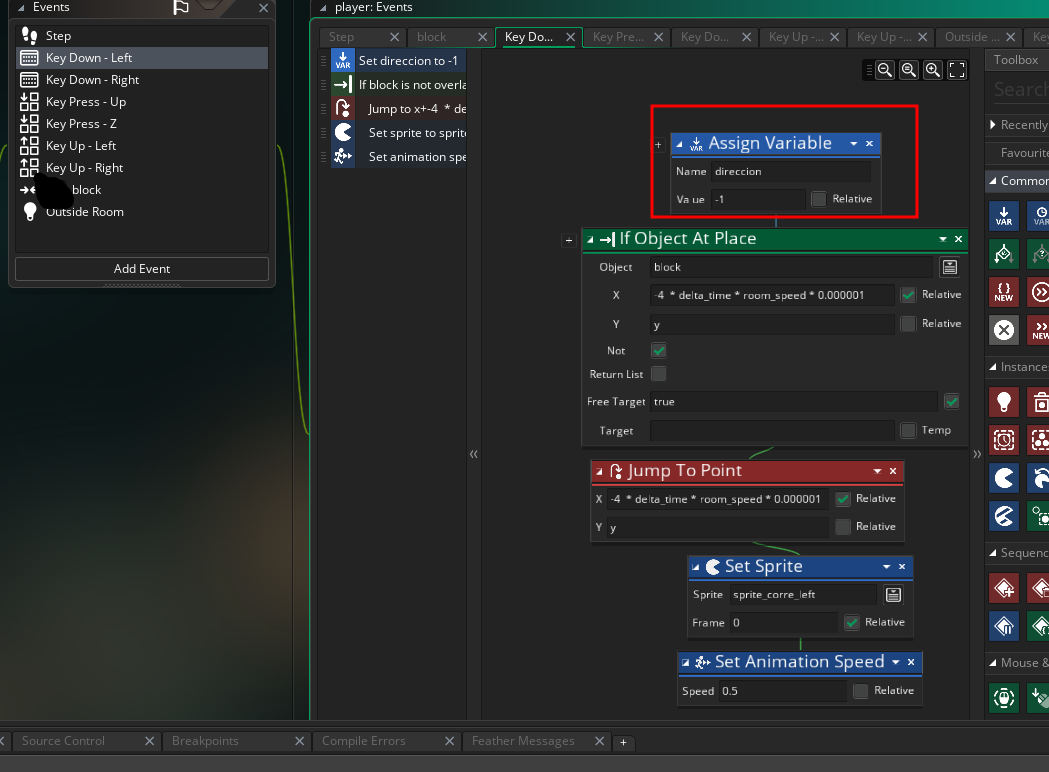 Events
Step
Key Down - Left
Key Down - Right
Key Press - Up
Key Press - Z
Key Up - Left
Key Up - Right
block
Outside Room
Add Event
player: Events
Step
block
Key Do...
Key Pre...
Key Do...
Key Up -...
Key Up -...
Outside ...
Set direccion to -1
If block is not overla
Jump to x+-4 * de
Set sprite to sprit
Set animation spe
Assign Variable
Name direccion
Value -1 Relative
If Object At Place
Object block
X -4 * delta_time * room_speed * 0.000001 Relative
Y y Relative
Not
Return List
Free Target true
Target Temp
Jump To Point
X -4 * delta_time * room_speed * 0.000001 Relative
Y y Relative
Set Sprite
Sprite sprite_corre_left
Frame 0 Relative
Set Animation Speed
Speed 0.5 Relative
Toolbox
Search
Recently
Favourite
Common
VAR
VAR
NEW
NEW
Instance
Sequenc
Mouse &
Source Control
Breakpoints
Compile Errors
Feather Messages